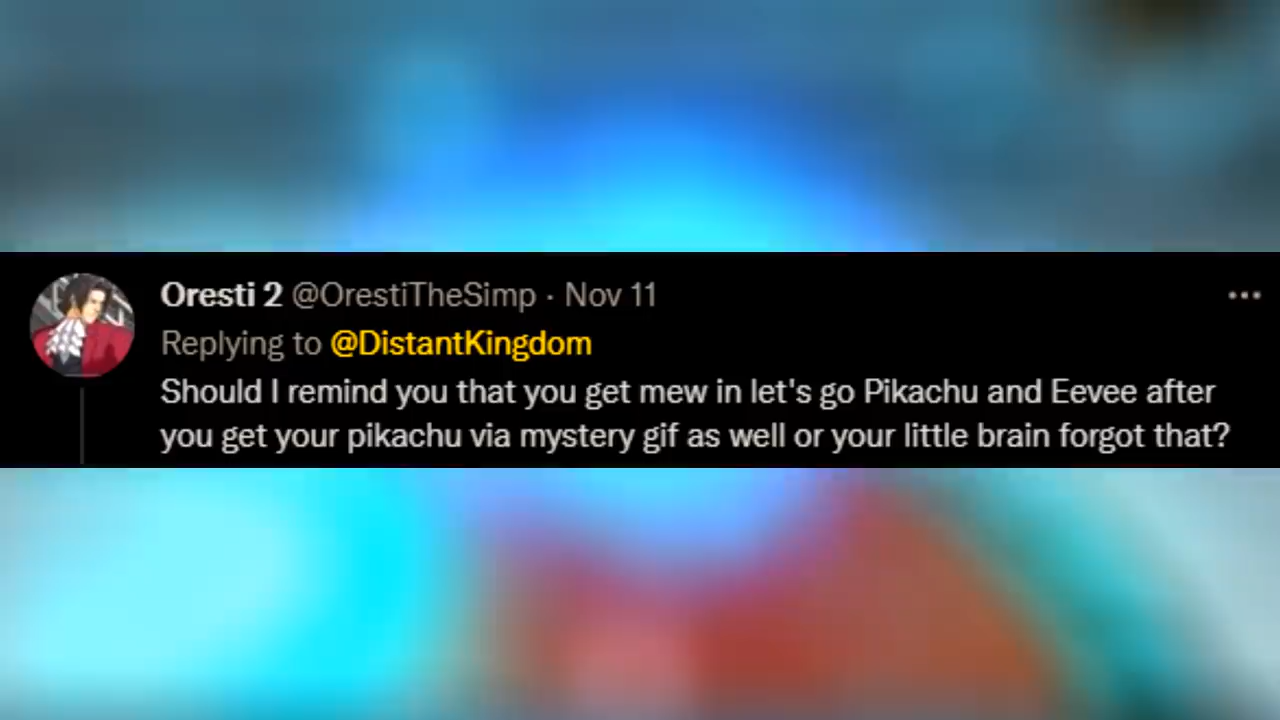 Oresti 2 @OrestiTheSimp · Nov 11
Replying to @DistantKingdom
Should I remind you that you get mew in let's go Pikachu and Eevee after
you get your pikachu via mystery gif as well or your little brain forgot that?